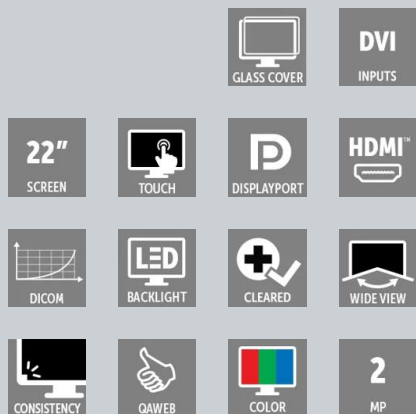 GLASS COVER
DVI
INPUTS
22"
SCREEN
TOUCH
DISPLAYPORT
HDMI™
DICOM
LED
BACKLIGHT
CLEARED
WIDE VIEW
CONSISTENCY
QAWEB
COLOR
2
MP